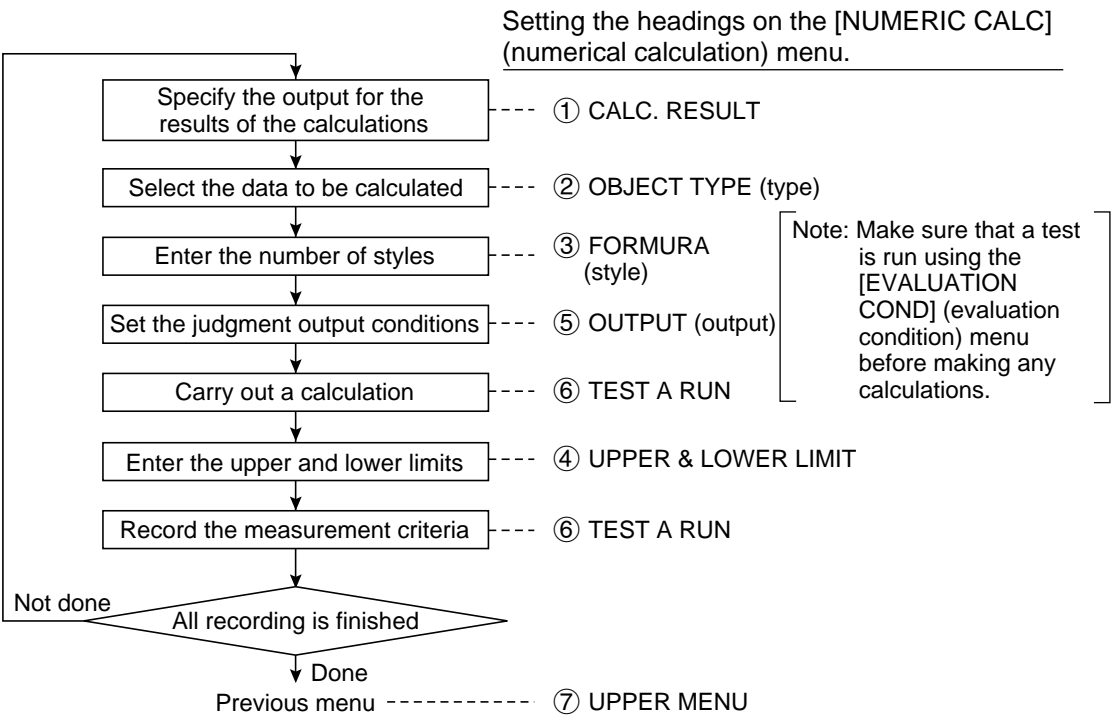 Setting the headings on the [NUMERIC CALC]
(numerical calculation) menu.
Specify the output for the
results of the calculations
① CALC. RESULT
Select the data to be calculated
② OBJECT TYPE (type)
Enter the number of styles
③ FORMURA
(style)
Note: Make sure that a test
is run using the
[EVALUATION
COND] (evaluation
condition) menu
before making any
calculations.
Set the judgment output conditions
⑤ OUTPUT (output)
Carry out a calculation
⑥ TEST A RUN
Enter the upper and lower limits
④ UPPER & LOWER LIMIT
Record the measurement criteria
⑥ TEST A RUN
Not done
All recording is finished
Done
Previous menu
⑦ UPPER MENU